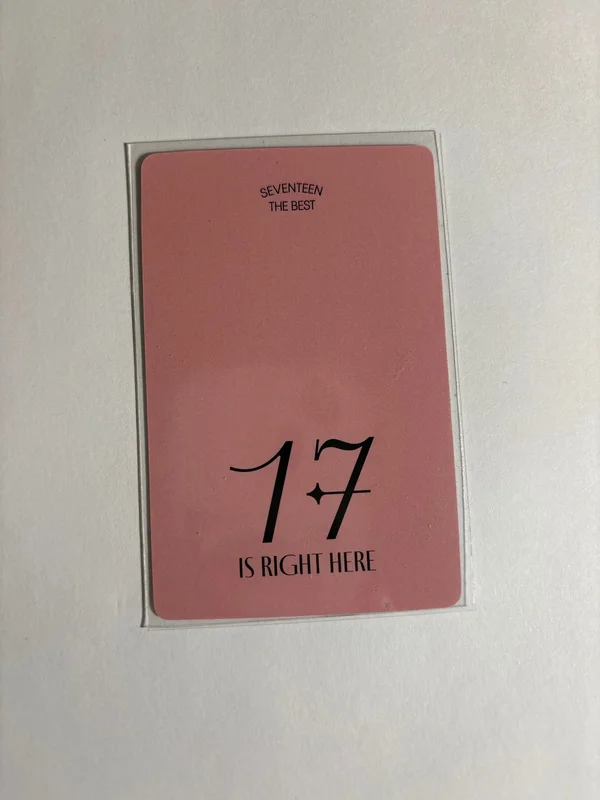 SEVENTEEN
THE BEST
17
IS RIGHT HERE